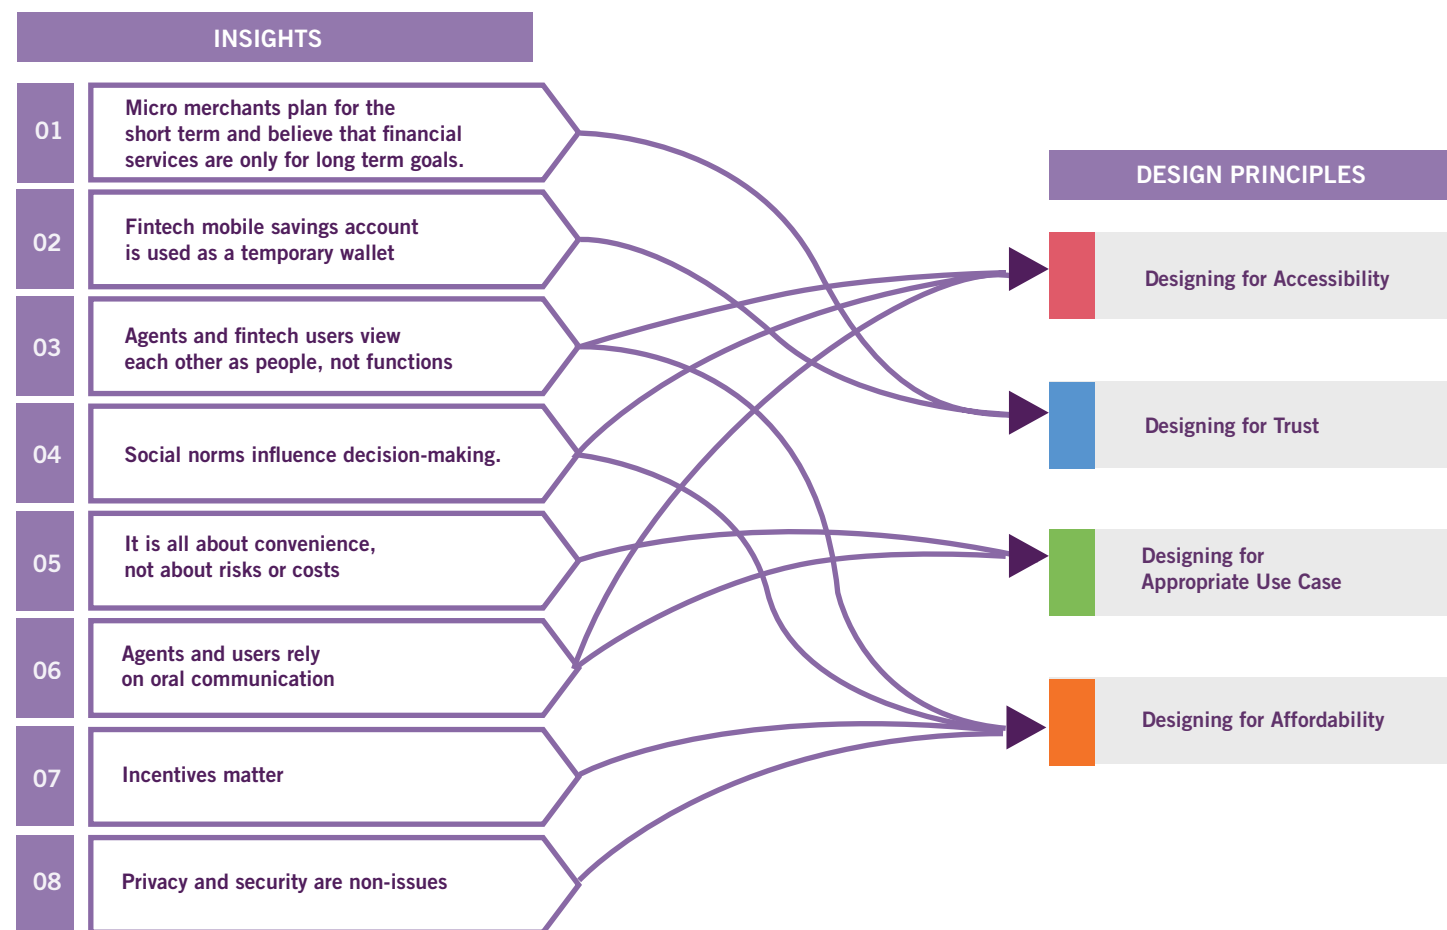 INSIGHTS
01
Micro merchants plan for the
short term and believe that financial
services are only for long term goals.
02
Fintech mobile savings account
is used as a temporary wallet
03
Agents and fintech users view
each other as people, not functions
04
Social norms influence decision-making.
05
It is all about convenience,
not about risks or costs
06
Agents and users rely
on oral communication
07
Incentives matter
08
Privacy and security are non-issues
DESIGN PRINCIPLES
Designing for Accessibility
Designing for Trust
Designing for
Appropriate Use Case
Designing for Affordability